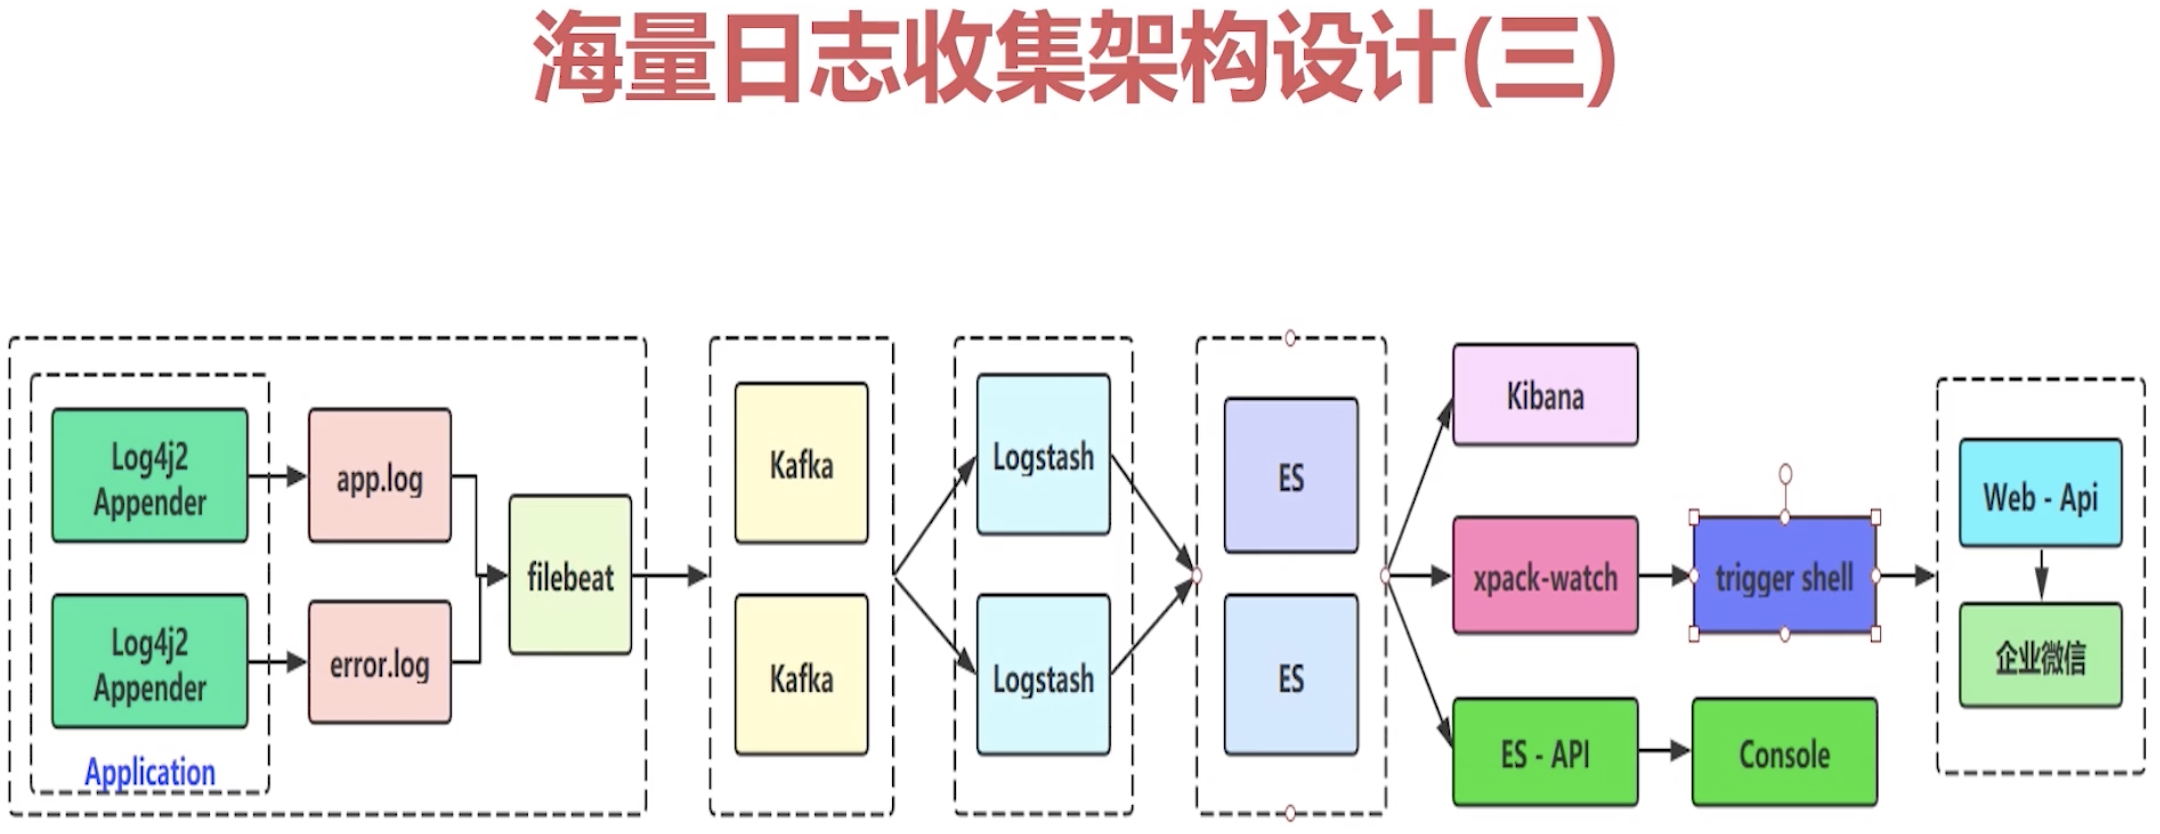 海量日志收集架构设计(三)
Log4j2
Appender
app.log
Log4j2
Appender
error.log
Application
filebeat
Kafka
Kafka
Logstash
Logstash
ES
ES
Kibana
xpack-watch
trigger shell
ES - API
Console
Web - Api
企业微信